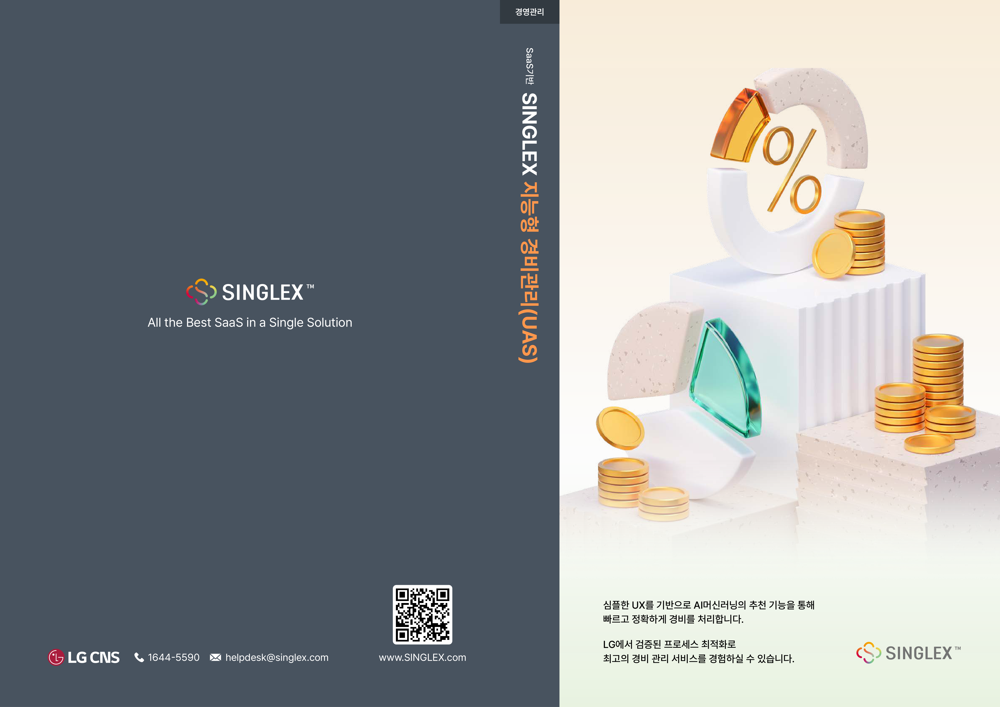 경영관리
SaaS기반 SINGLEX 지능형 경비관리(UAS)
SINGLEX™
All the Best SaaS in a Single Solution
LG CNS 1644-5590 helpdesk@singlex.com
www.SINGLEX.com
%
심플한 UX를 기반으로 AI머신러닝의 추천 기능을 통해
빠르고 정확하게 경비를 처리합니다.
LG에서 검증된 프로세스 최적화로
최고의 경비 관리 서비스를 경험하실 수 있습니다.
SINGLEX™